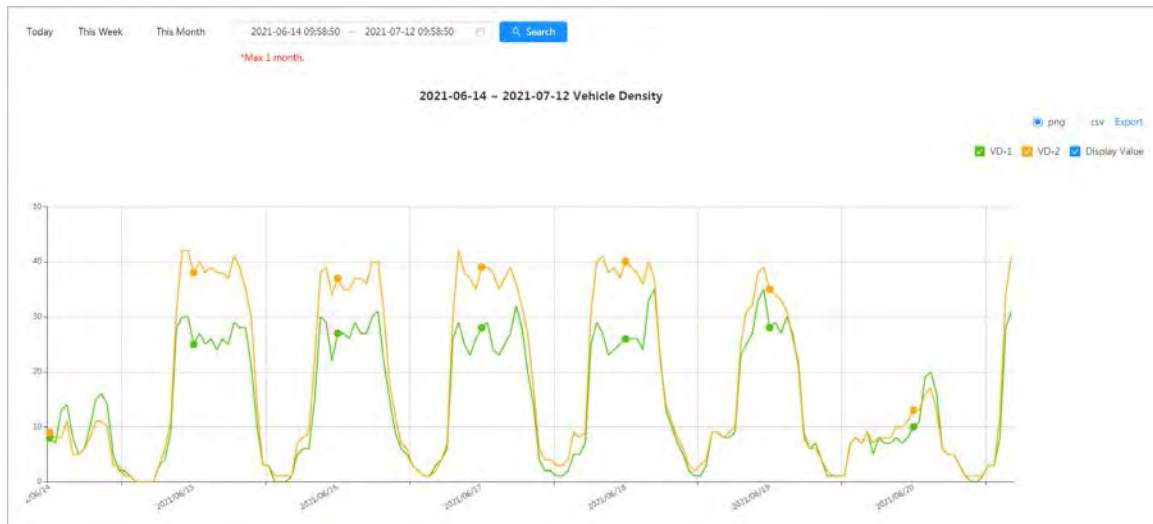 Today This Week This Month 2021-06-14 09:58:50 ~ 2021-07-12 09:58:50 Search
*Max 1 month.
2021-06-14 ~ 2021-07-12 Vehicle Density
png csv Export
VD-1 VD-2 Display Value
50
40
30
20
10
0
2021/06/15 2021/06/16 2021/06/17 2021/06/18 2021/06/19 2021/06/20